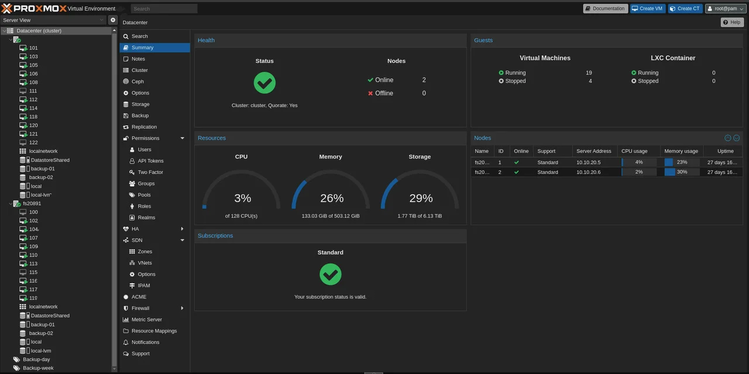 PROXMOX Virtual Environment
Search
Documentation
Create VM
Create CT
root@pam
Server View
Datacenter
Help
Datacenter (cluster)
101
103
105
106
108
111
112
114
118
120
121
122
localnetwork
DatastoreShared
backup-01
backup-02
local
local-lvm
fs20891
100
102
104
107
109
110
113
115
117
localnetwork
DatastoreShared
backup-01
backup-02
local
local-lvm
Backup-day
Backup-week
Search
Summary
Notes
Cluster
Ceph
Options
Storage
Backup
Replication
Permissions
Users
API Tokens
Two Factor
Groups
Pools
Roles
Realms
HA
SDN
Zones
VNets
Options
IPAM
ACME
Firewall
Metric Server
Resource Mappings
Notifications
Support
Health
Status
Cluster: cluster, Quorate: Yes
Nodes
Online 2
Offline 0
Guests
Virtual Machines
Running 19
Stopped 4
LXC Container
Running 0
Stopped 0
Resources
CPU
3%
of 128 CPU(s)
Memory
26%
133.03 GiB of 503.12 GiB
Storage
29%
1.77 TiB of 6.13 TiB
Nodes
Name ID Online Support Server Address CPU usage Memory usage Uptime
fs20... 1 Standard 10.10.20.5 4% 23% 27 days 16...
fs20... 2 Standard 10.10.20.6 2% 30% 27 days 18...
Subscriptions
Standard
Your subscription status is valid.